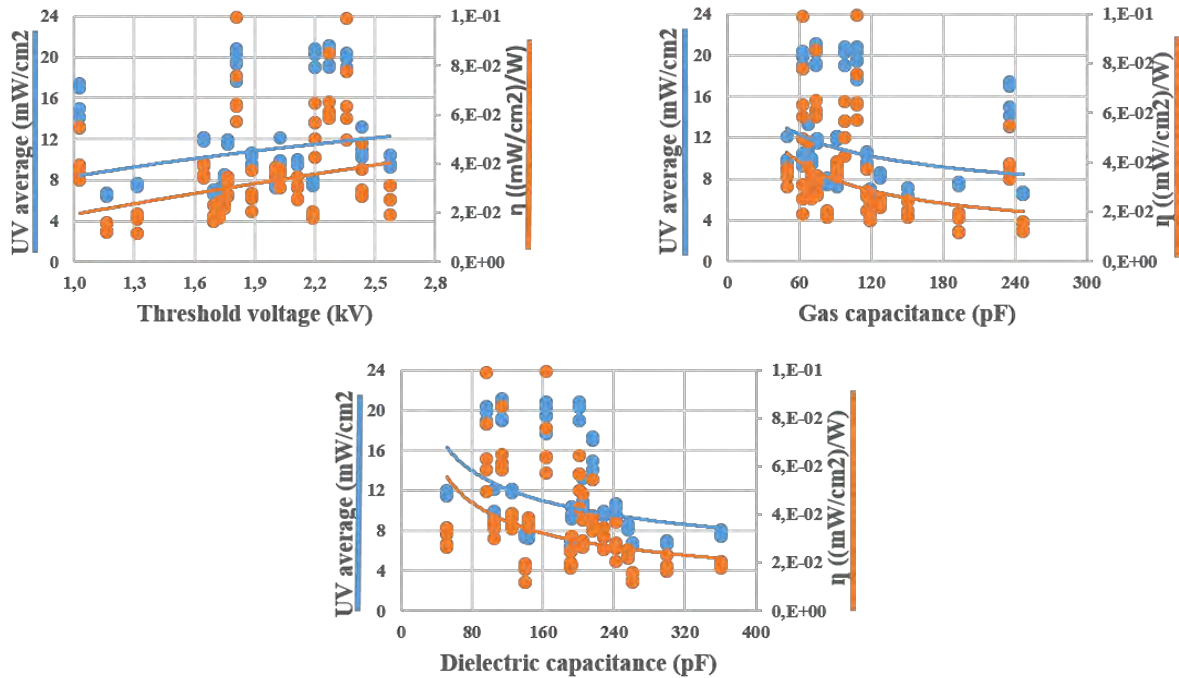 24
20
16
12
8
4
0
UV average (mW/cm2)
1,E-01
8,E-02
6,E-02
4,E-02
2,E-02
0,E+00
η ((mW/cm2)/W)
1,0 1,3 1,6 1,9 2,2 2,5 2,8
Threshold voltage (kV)
24
20
16
12
8
4
0
UV average (mW/cm2)
1,E-01
8,E-02
6,E-02
4,E-02
2,E-02
0,E+00
η ((mW/cm2)/W)
0 60 120 180 240 300
Gas capacitance (pF)
24
20
16
12
8
4
0
UV average (mW/cm2
1,E-01
8,E-02
6,E-02
4,E-02
2,E-02
0,E+00
η ((mW/cm2)/W)
0 80 160 240 320 400
Dielectric capacitance (pF)